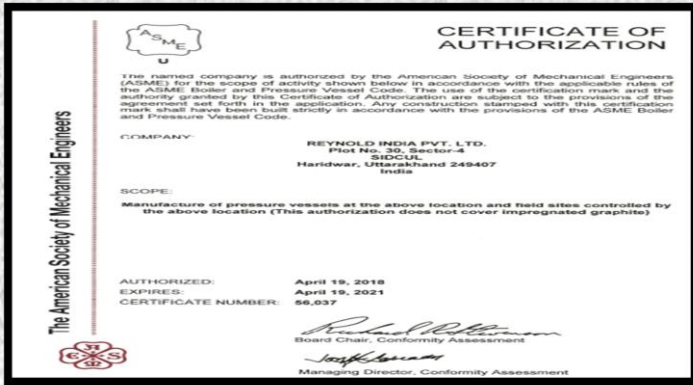 ASME
U
CERTIFICATE OF
AUTHORIZATION
The named company is authorized by the American Society of Mechanical Engineers
(ASME) for the scope of activity shown below in accordance with the applicable rules of
the ASME Boiler and Pressure Vessel Code. The use of the certification mark and the
authority granted by this Certificate of Authorization are subject to the provisions of the
agreement set forth in the application. Any construction stamped with this certification
mark shall have been built strictly in accordance with the provisions of the ASME Boiler
and Pressure Vessel Code.
COMPANY:
REYNOLD INDIA PVT. LTD.
Plot No. 30, Sector-4
SIDCUL
Haridwar, Uttarakhand 249407
India
SCOPE:
Manufacture of pressure vessels at the above location and field sites controlled by
the above location (This authorization does not cover impregnated graphite)
AUTHORIZED: April 19, 2018
EXPIRES: April 19, 2021
CERTIFICATE NUMBER: 56,037
Board Chair, Conformity Assessment
Managing Director, Conformity Assessment
The American Society of Mechanical Engineers